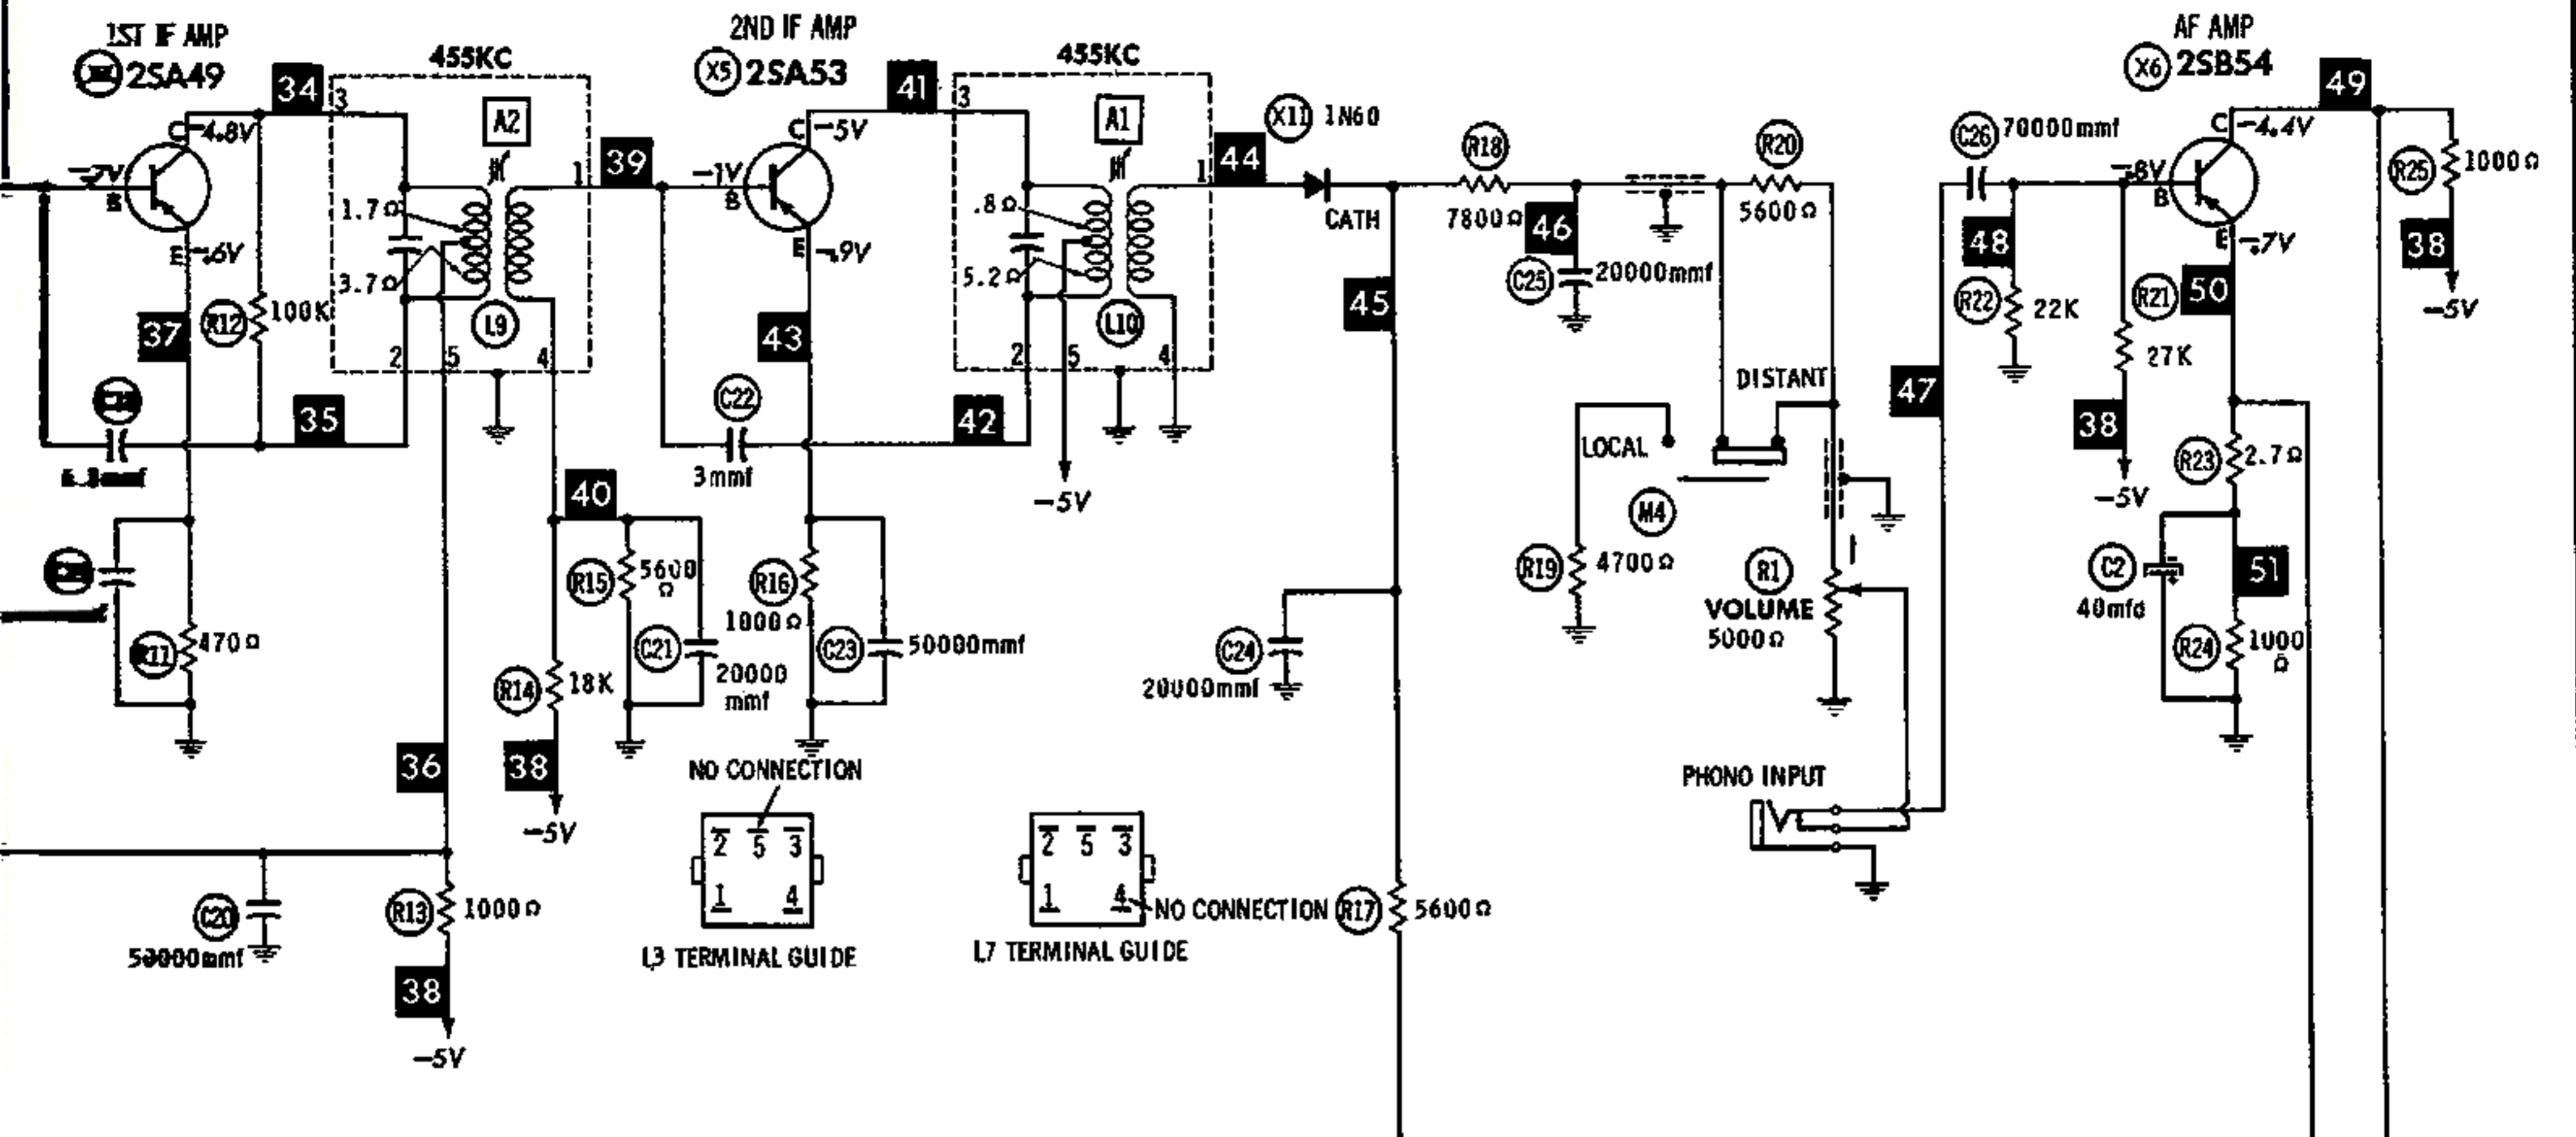 1ST IF AMP
2SA49
34
3
455KC
A2
C -4.8V
B
E -.6V
1.7Ω
3.7Ω
1
39
37
R12
100K
L9
2
5
4
35
R11
470Ω
36
C20
50000mmf
R13
1000Ω
38
-5V
2ND IF AMP
X5 2SA53
41
3
455KC
A1
C -5V
-1V
B
E -.9V
.8Ω
5.2Ω
1
44
43
L10
2
5
4
C22
3mmf
42
-5V
40
R15
5600
Ω
R16
1000Ω
C21
20000
mmf
C23
50000mmf
R14
18K
38
-5V
NO CONNECTION
2 5 3
1 4
L3 TERMINAL GUIDE
2 5 3
1 4
NO CONNECTION
L7 TERMINAL GUIDE
X11 1N60
CATH
R18
7800Ω
46
C25
20000mmf
R20
5600Ω
45
C24
20000mmf
R17
5600Ω
LOCAL
DISTANT
M4
R19
4700Ω
R1
VOLUME
5000Ω
PHONO INPUT
47
AF AMP
X6 2SB54
49
C26
70000mmf
-.8V
B
C -4.4V
E -.7V
48
R22
22K
R21
27K
38
-5V
50
R23
2.7Ω
C2
40mfd
51
R24
1000
Ω
R25
1000Ω
38
-5V